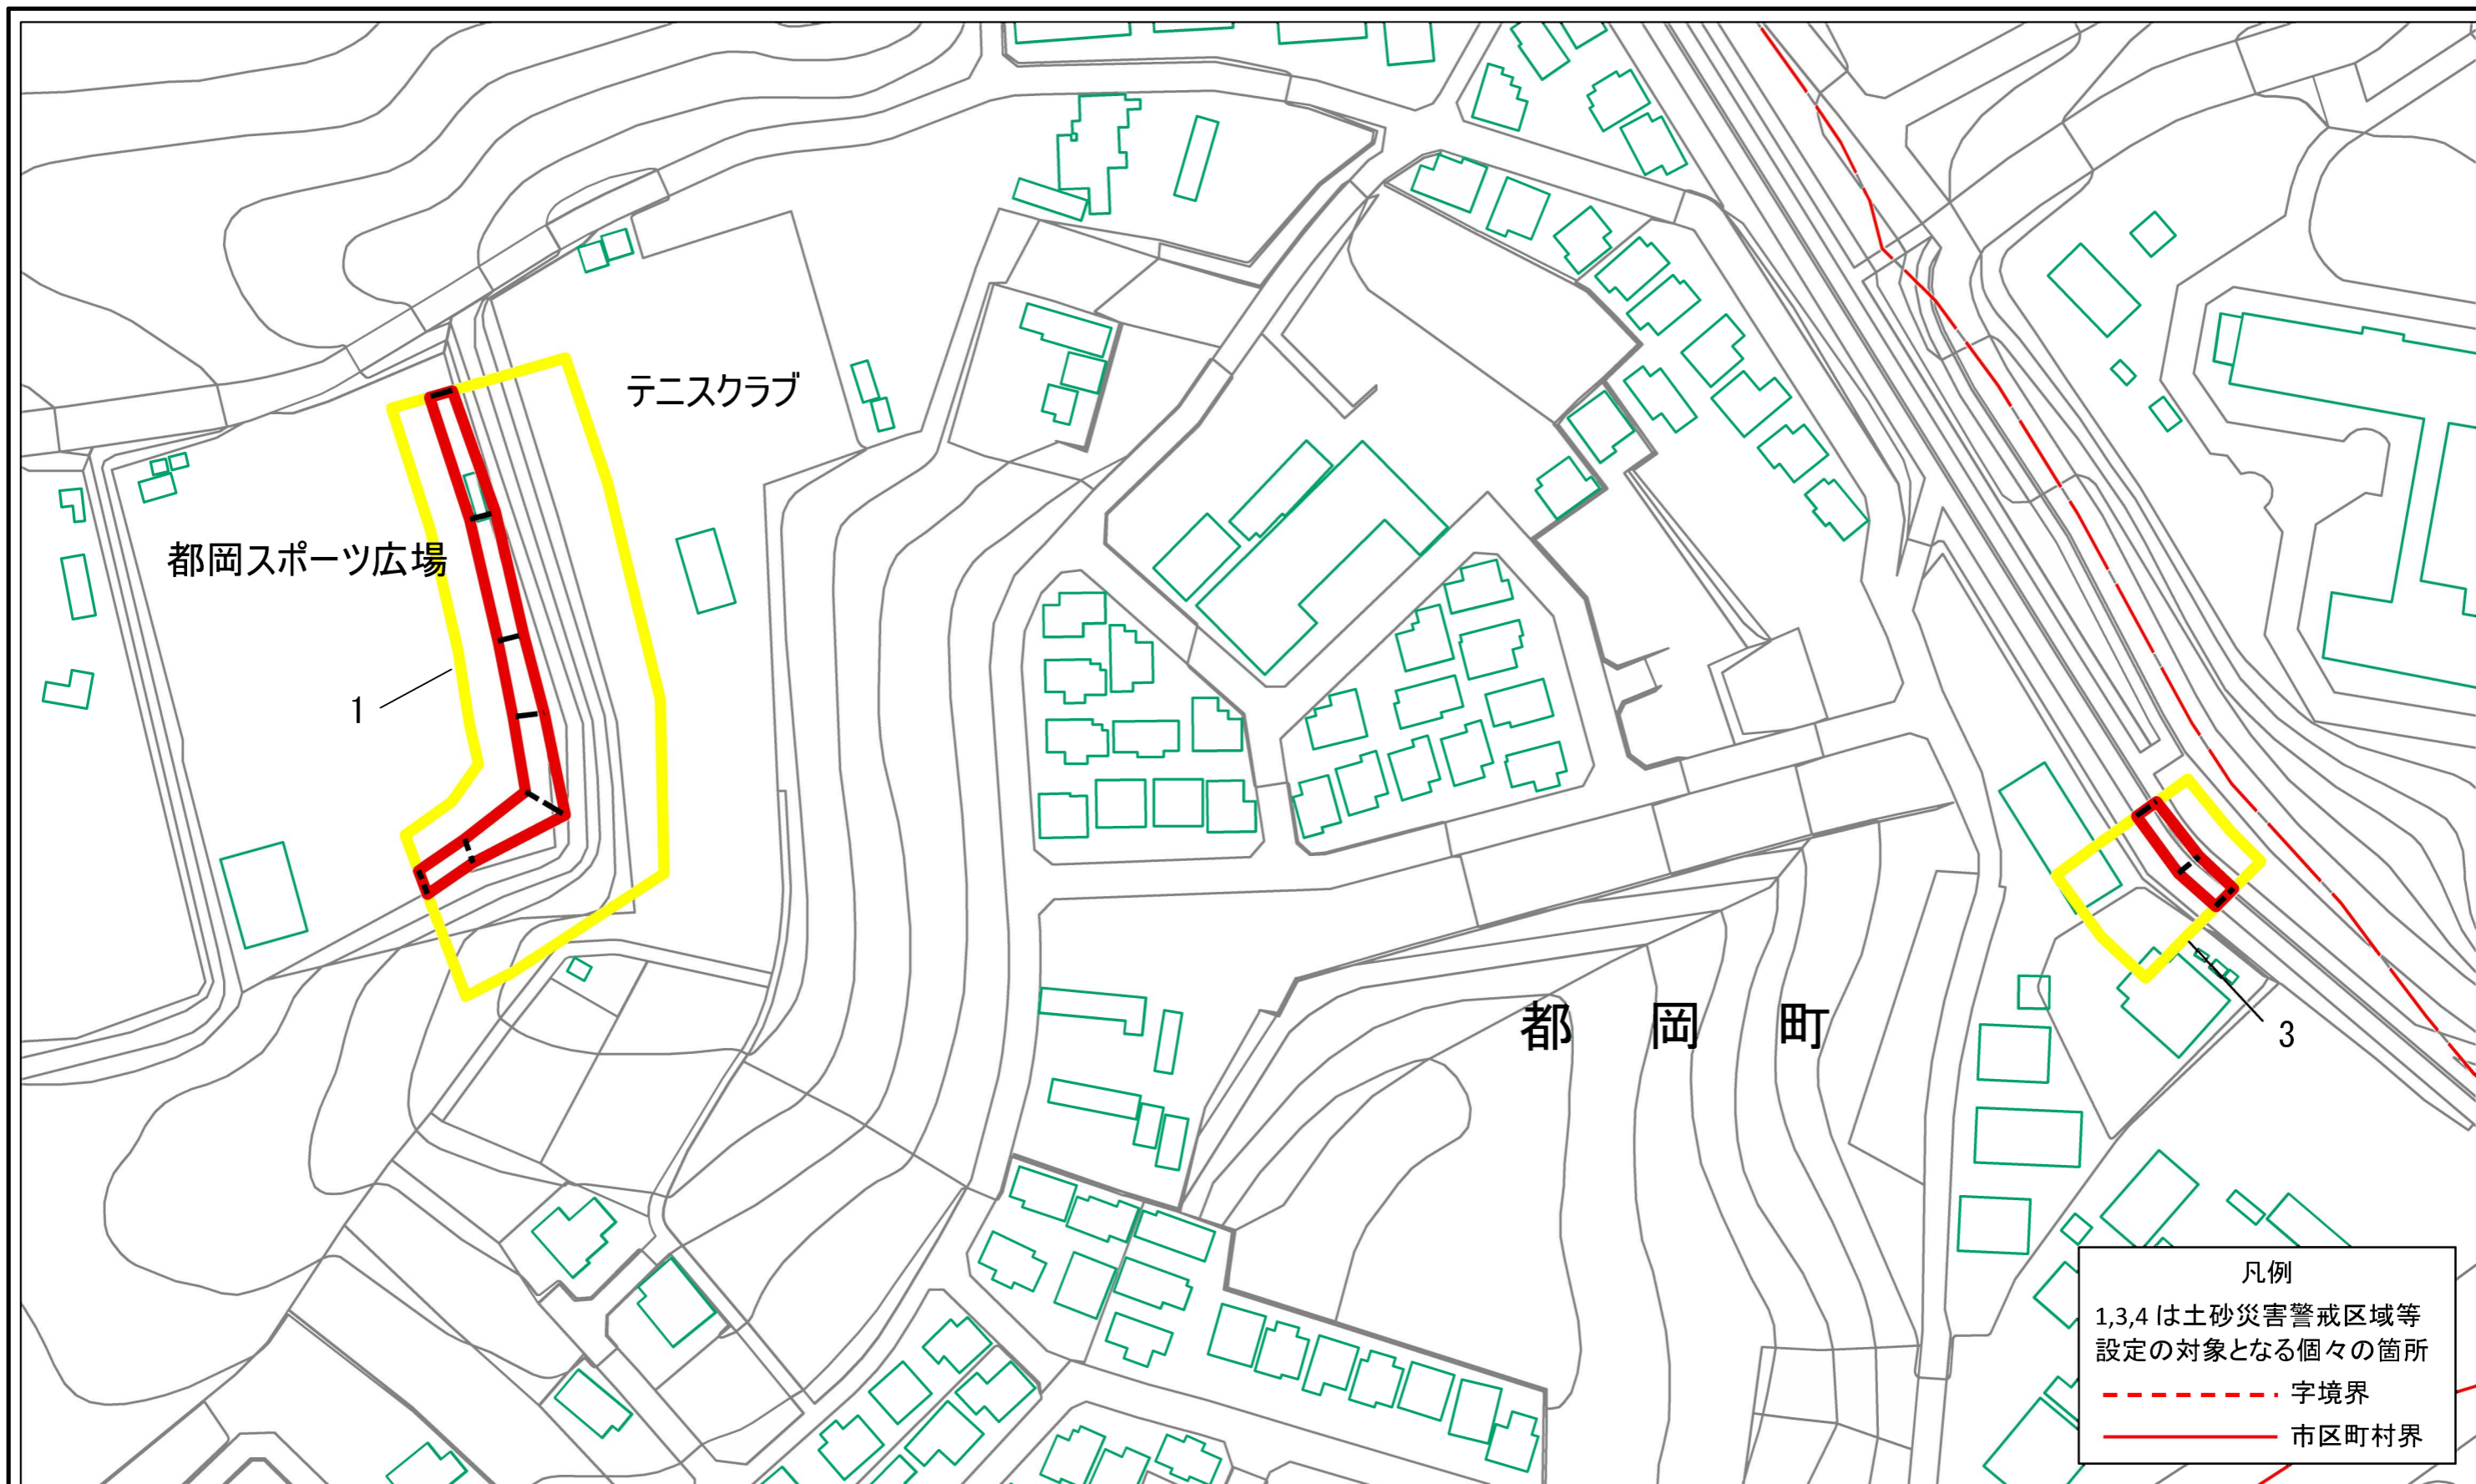 テニスクラブ
都岡スポーツ広場
1
都岡町
3
凡例
1,3,4は土砂災害警戒区域等
設定の対象となる個々の箇所
字境界
市区町村界